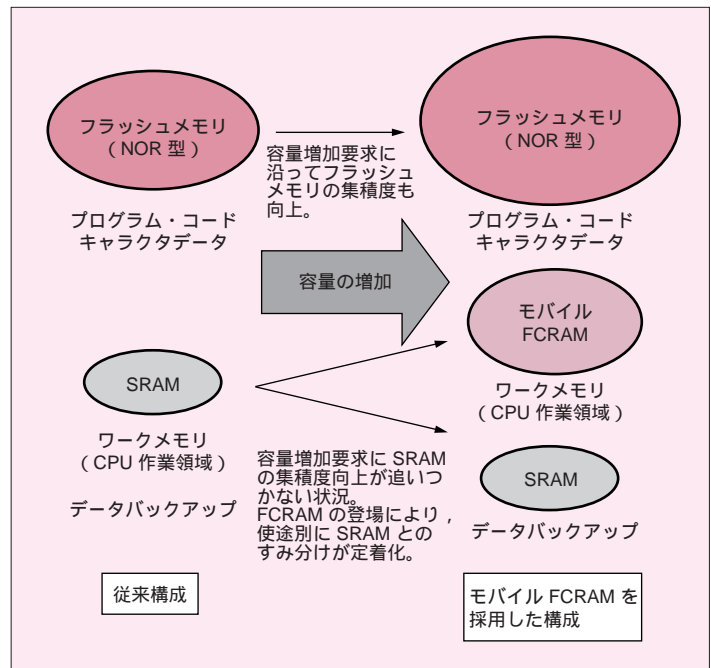 フラッシュメモリ
( NOR 型 )
プログラム・コード
キャラクタデータ
容量増加要求に
沿ってフラッシュ
メモリの集積度も
向上。
フラッシュメモリ
( NOR 型 )
プログラム・コード
キャラクタデータ
容量の増加
モバイル
FCRAM
ワークメモリ
( CPU 作業領域 )
SRAM
ワークメモリ
( CPU 作業領域 )
データバックアップ
容量増加要求に SRAM
の集積度向上が追いつ
かない状況。
FCRAM の登場により,
使途別に SRAM との
すみ分けが定着化。
SRAM
データバックアップ
従来構成
モバイル FCRAM を
採用した構成